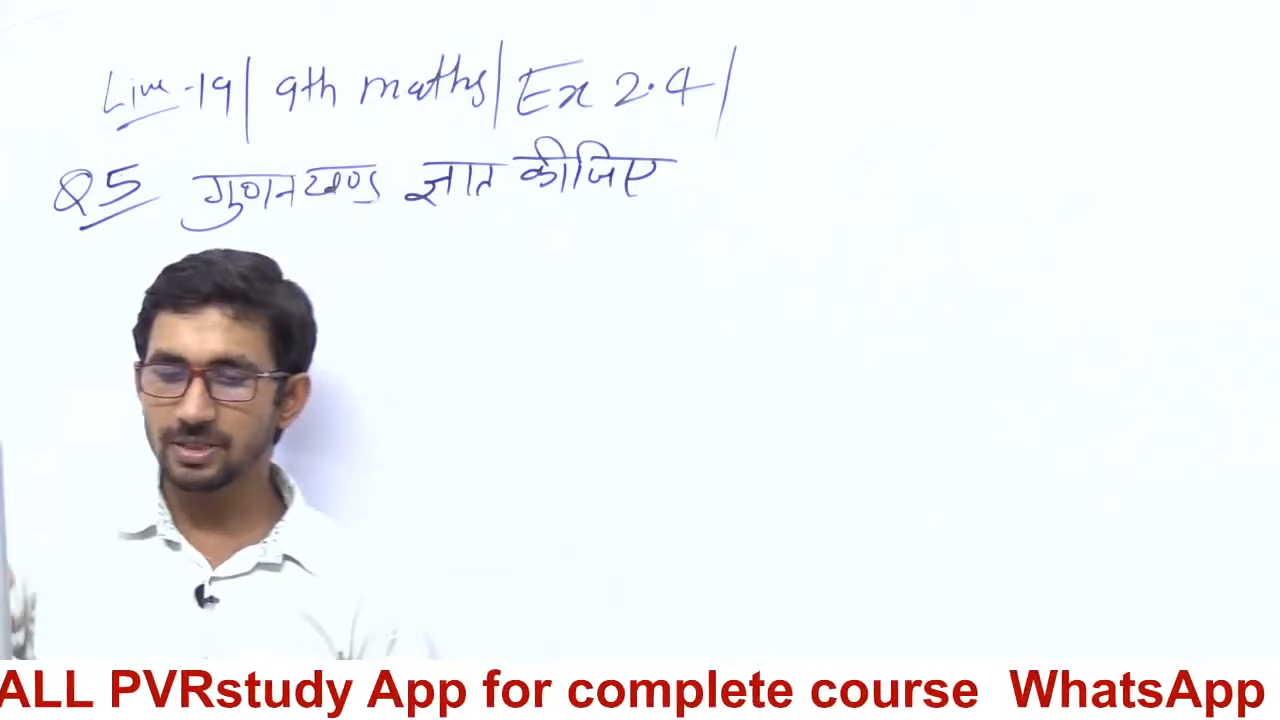 Live-19| 9th maths| Ex 2.4|
Q5 गुणनखण्ड ज्ञात कीजिए
ALL PVRstudy App for complete course WhatsApp